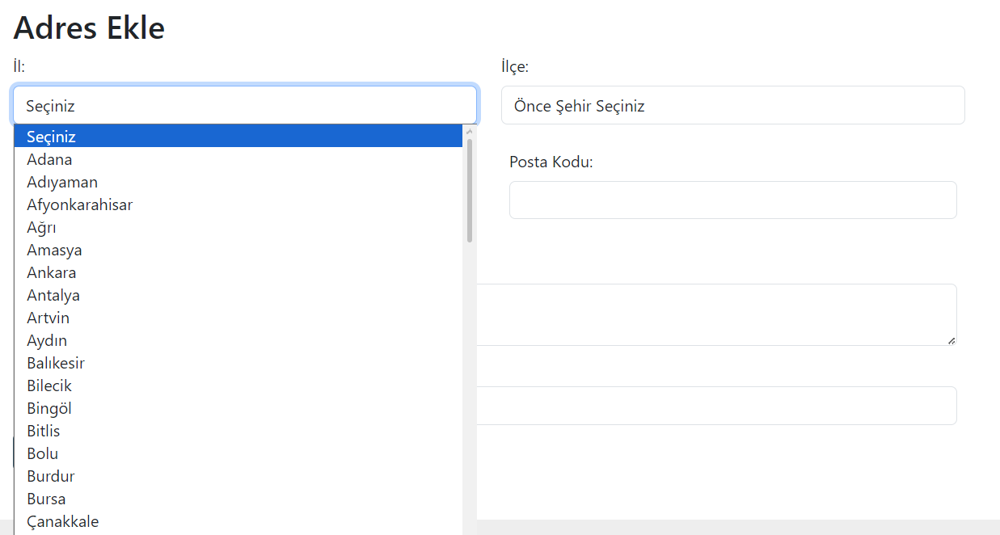 Adres Ekle
İl:
İlçe:
Seçiniz
Önce Şehir Seçiniz
Seçiniz
Adana
Adıyaman
Afyonkarahisar
Ağrı
Amasya
Ankara
Antalya
Artvin
Aydın
Balıkesir
Bilecik
Bingöl
Bitlis
Bolu
Burdur
Bursa
Çanakkale
Posta Kodu: